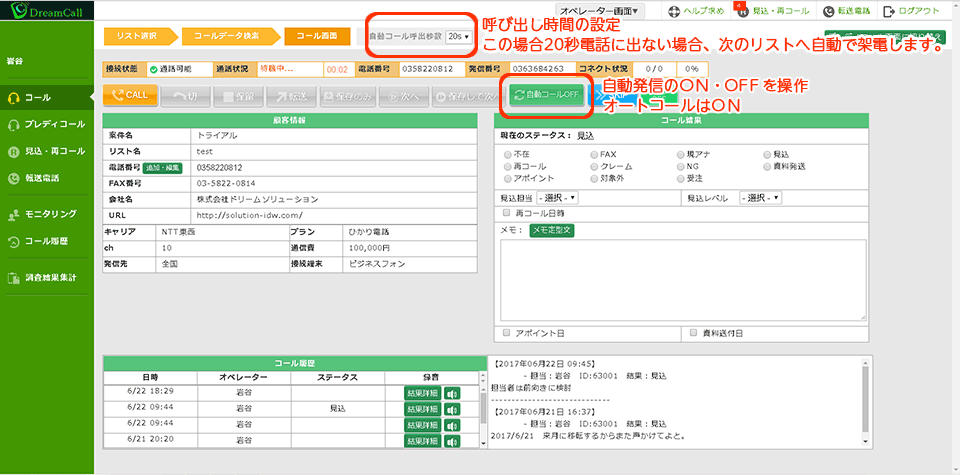 DreamCall
オペレーター画面▼
ヘルプ求め
4
見込・再コール
転送電話
ログアウト
リスト選択
コールデータ検索
コール画面
自動コール呼出秒数 20s
呼び出し時間の設定
この場合20秒電話に出ない場合、次のリストへ自動で架電します。
岩谷
接続状態 通話可能 通話状況 待機中... 00:02 電話番号 0358220812 発信番号 0363684263 コネクト状況 0/0 0%
自動発信のON・OFFを操作
オートコールはON
コール
プレディコール
見込・再コール
転送電話
モニタリング
コール履歴
調査結果集計
CALL 切 保留 転送 保存のみ 次へ 保存して次へ 自動コールOFF
顧客情報
案件名 トライアル
リスト名 test
電話番号 追加・編集 0358220812
FAX番号 03-5822-0814
会社名 株式会社ドリームソリューション
URL http://solution-idw.com/
キャリア NTT東西 プラン ひかり電話
ch 10 通信費 100,000円
発信先 全国 接続端末 ビジネスフォン
コール結果
現在のステータス： 見込
不在 FAX 現アナ 見込
再コール クレーム NG 資料発送
アポイント 対象外 受注
見込担当 - 選択 - 見込レベル - 選択 -
再コール日時
メモ： メモ定型文
アポイント日 資料送付日
コール履歴
日時 オペレーター ステータス 録音
6/22 18:29 岩谷 結果詳細
6/22 09:44 岩谷 見込 結果詳細
6/22 09:44 岩谷 結果詳細
6/21 20:20 岩谷 結果詳細
【2017年06月22日 09:45】
- 担当：岩谷 ID:63001 結果：見込
担当者は前向きに検討
-----------------------------
【2017年06月21日 16:37】
- 担当：岩谷 ID:63001 結果：見込
2017/6/21 来月に移転するからまた声かけてよと。